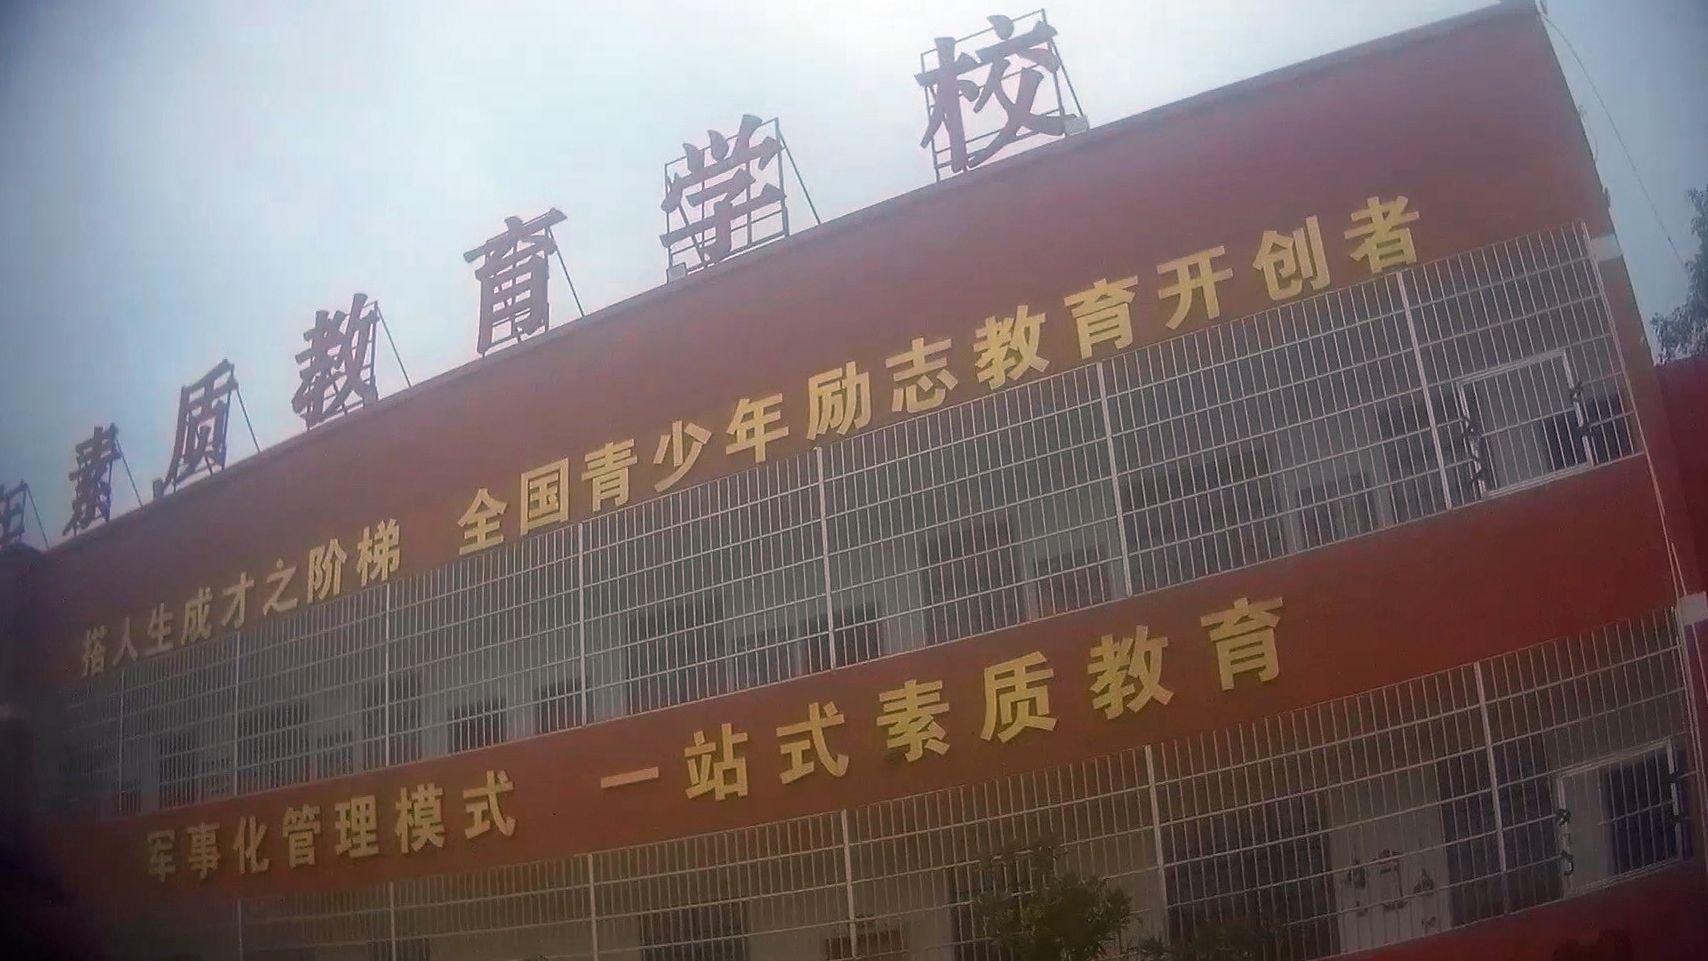 素质教育学校
搭人生成才之阶梯 全国青少年励志教育开创者
军事化管理模式 一站式素质教育